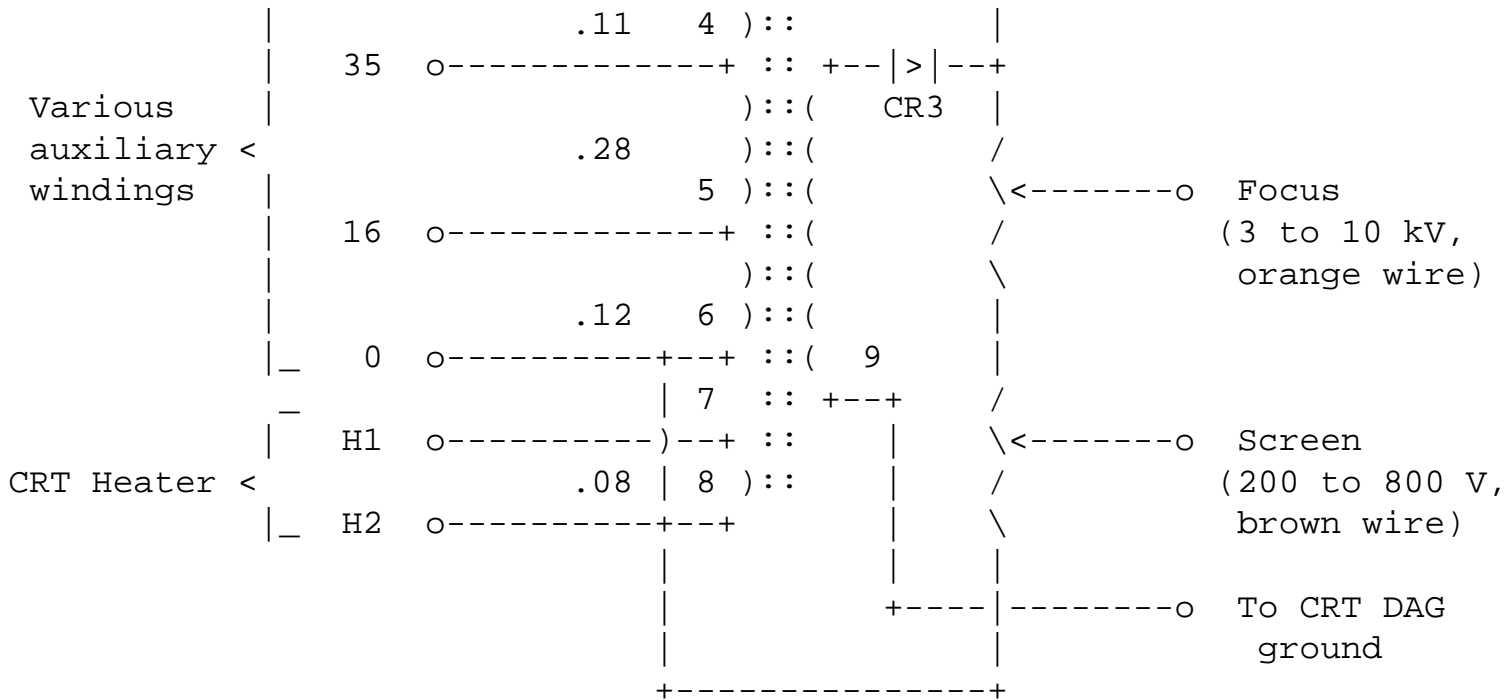 |                  .11   4 )::            |
|   35  o-------------+ :: +--|>|--+
Various       |                            )::(    CR3   |
auxiliary <                  .28      )::(           /
windings      |                         5 )::(           \<-------o  Focus
|   16  o-------------+ ::(           /         (3 to 10 kV,
|                            )::(           \          orange wire)
|                  .12   6 )::(           |
|_   0  o----------+--+ ::(  9        |
_                      | 7  :: +--+     /
|   H1  o----------)--+ ::     |    \<-------o  Screen
CRT Heater <                  .08 | 8 )::     |    /         (200 to 800 V,
|_  H2  o----------+--+        |    \          brown wire)
|          |    |
|          +----|--------o  To CRT DAG
|               |           ground
+---------------+